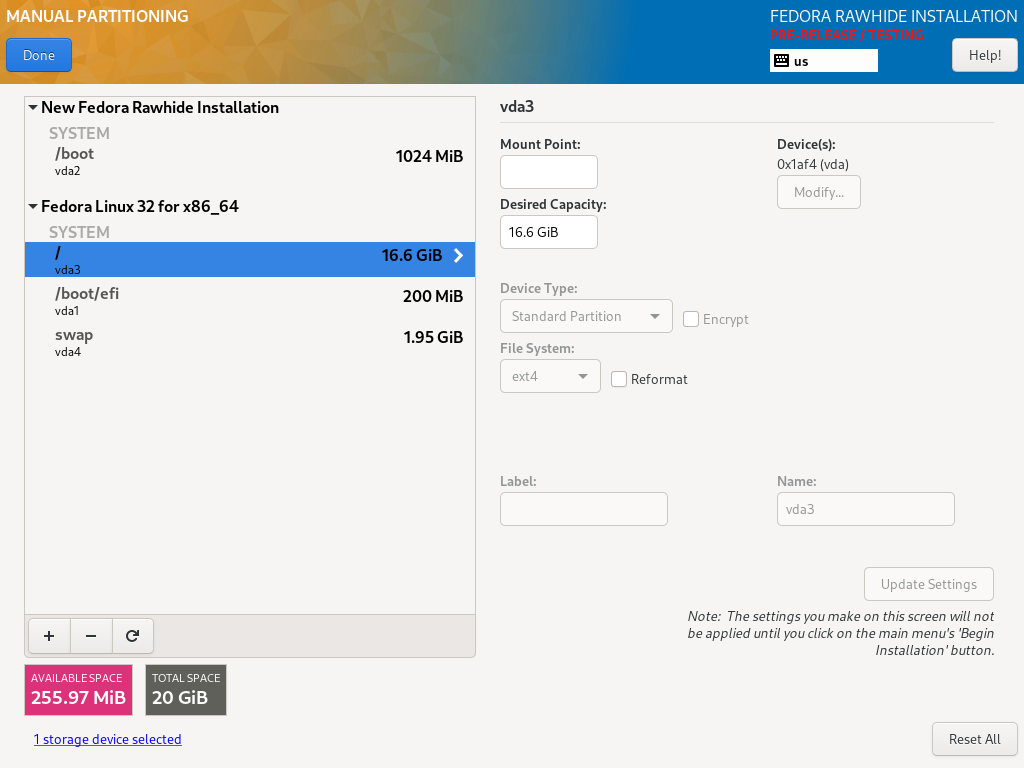 MANUAL PARTITIONING
FEDORA RAWHIDE INSTALLATION
PRE-RELEASE / TESTING
Done
us
Help!
New Fedora Rawhide Installation
SYSTEM
/boot
1024 MiB
vda2
Fedora Linux 32 for x86_64
SYSTEM
/
16.6 GiB
vda3
/boot/efi
200 MiB
vda1
swap
1.95 GiB
vda4
+
−
AVAILABLE SPACE
255.97 MiB
TOTAL SPACE
20 GiB
1 storage device selected
vda3
Mount Point:
Device(s):
0x1af4 (vda)
Modify...
Desired Capacity:
16.6 GiB
Device Type:
Standard Partition
Encrypt
File System:
ext4
Reformat
Label:
Name:
vda3
Update Settings
Note:  The settings you make on this screen will not
be applied until you click on the main menu's 'Begin
Installation' button.
Reset All